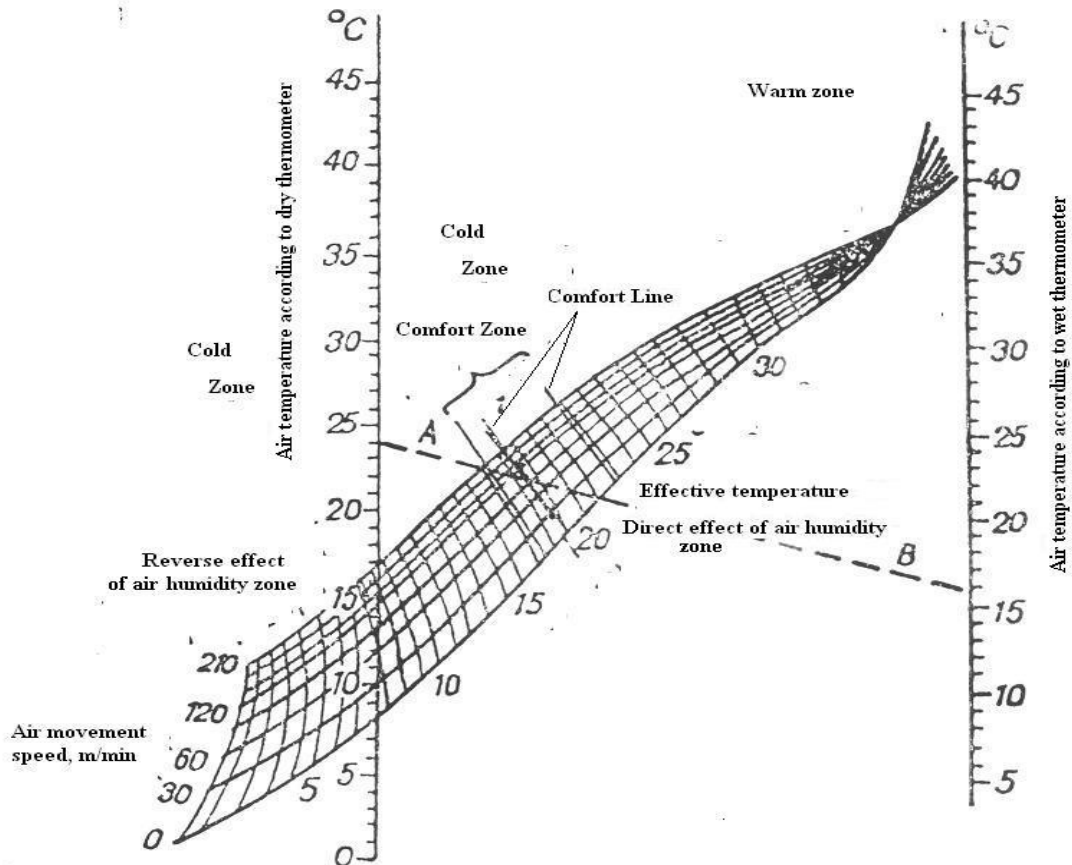 °C
°C
45
45
Warm zone
40
40
Air temperature according to dry thermometer
Air temperature according to wet thermometer
Cold
Zone
35
35
Comfort Line
Comfort Zone
30
30
30
Cold
Zone
25
25
A
25
20
20
Effective temperature
Direct effect of air humidity
zone
20
B
Reverse effect
of air humidity zone
15
15
15
210
10
10
10
120
Air movement
speed, m/min
60
30
5
5
5
0
0